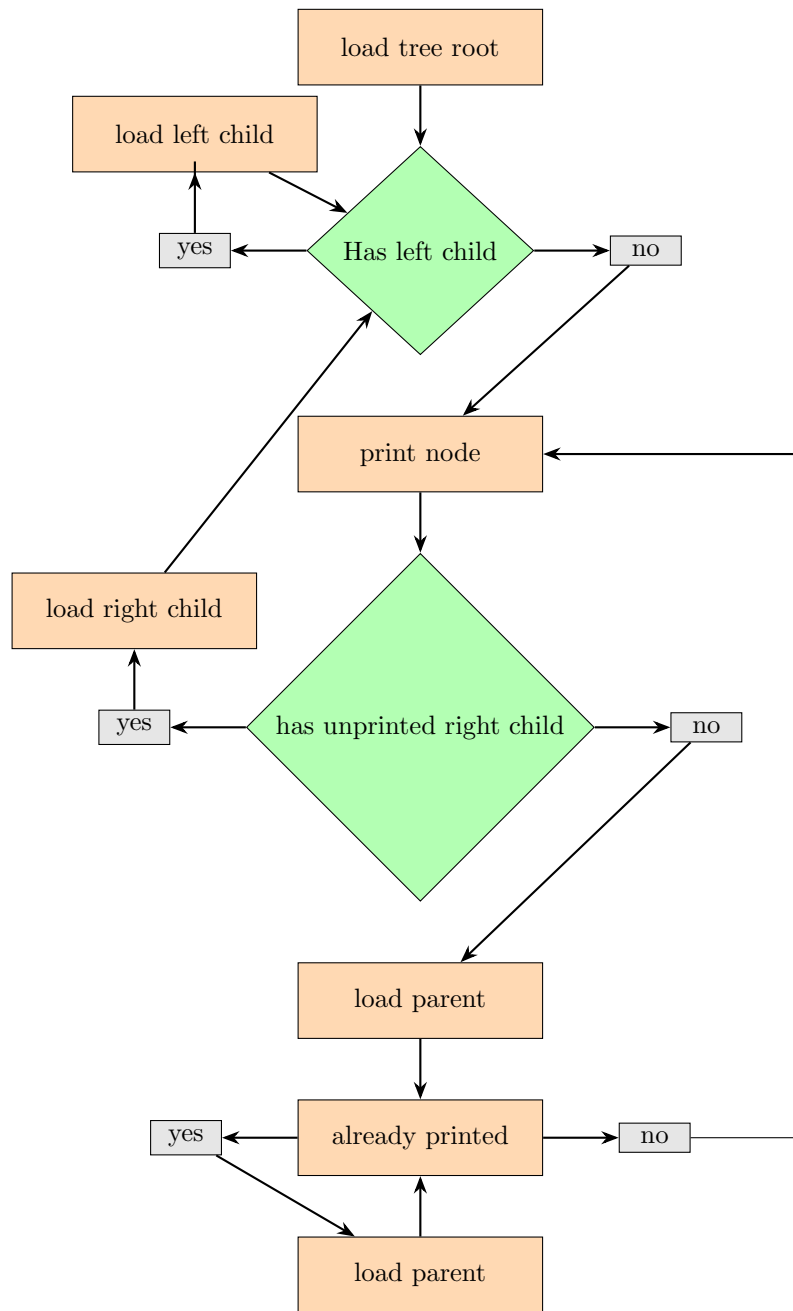 load tree root
load left child
yes
Has left child
no
print node
load right child
yes
has unprinted right child
no
load parent
yes
already printed
no
load parent